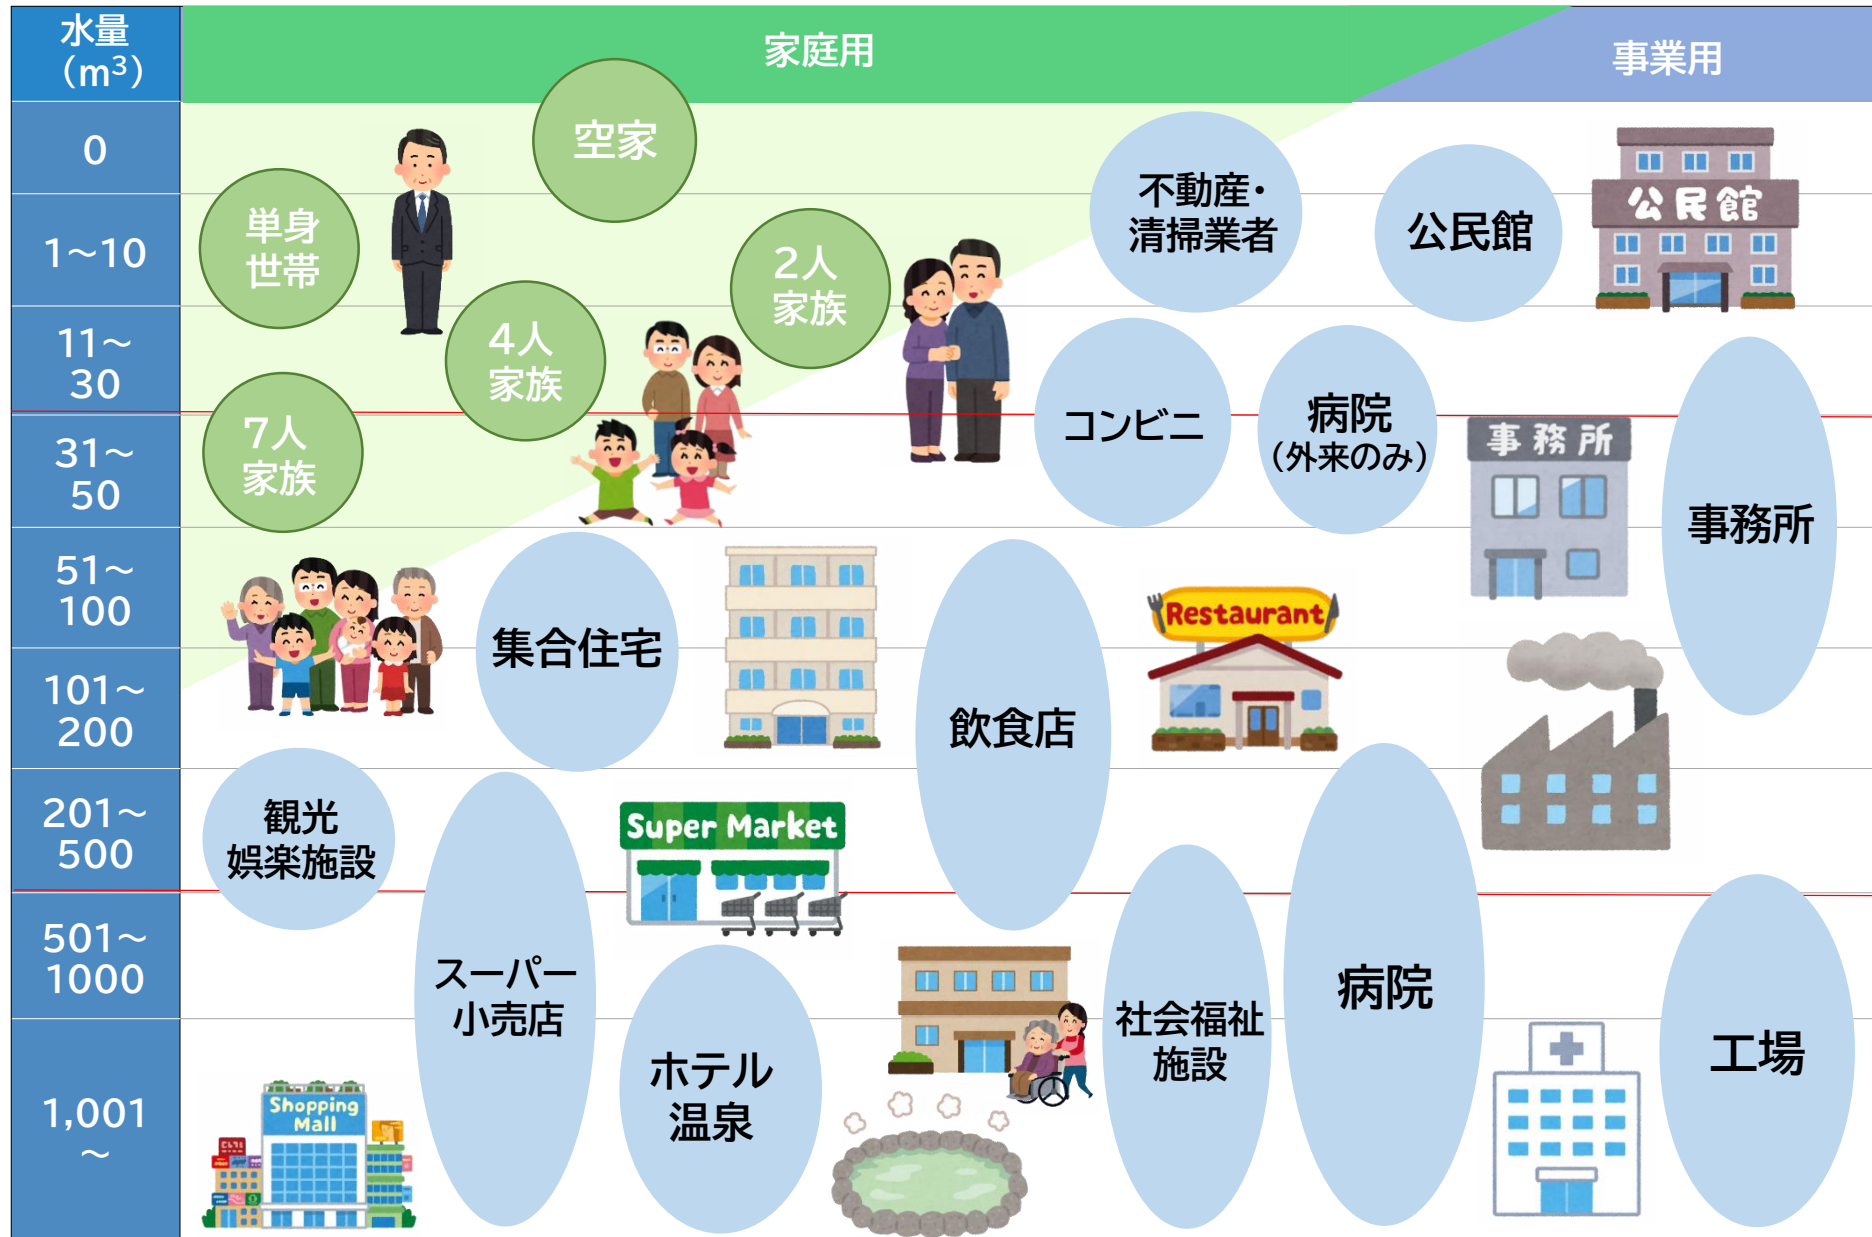 水量
（m³）
家庭用
事業用
0
1～10
11～
30
31～
50
51～
100
101～
200
201～
500
501～
1000
1,001
～
空家
単身
世帯
2人
家族
4人
家族
7人
家族
不動産・
清掃業者
公民館
公民館
コンビニ
病院
（外来のみ）
事務所
事務所
集合住宅
飲食店
Restaurant
観光
娯楽施設
Super Market
スーパー
小売店
ホテル
温泉
社会福祉
施設
病院
工場
Shopping
Mall